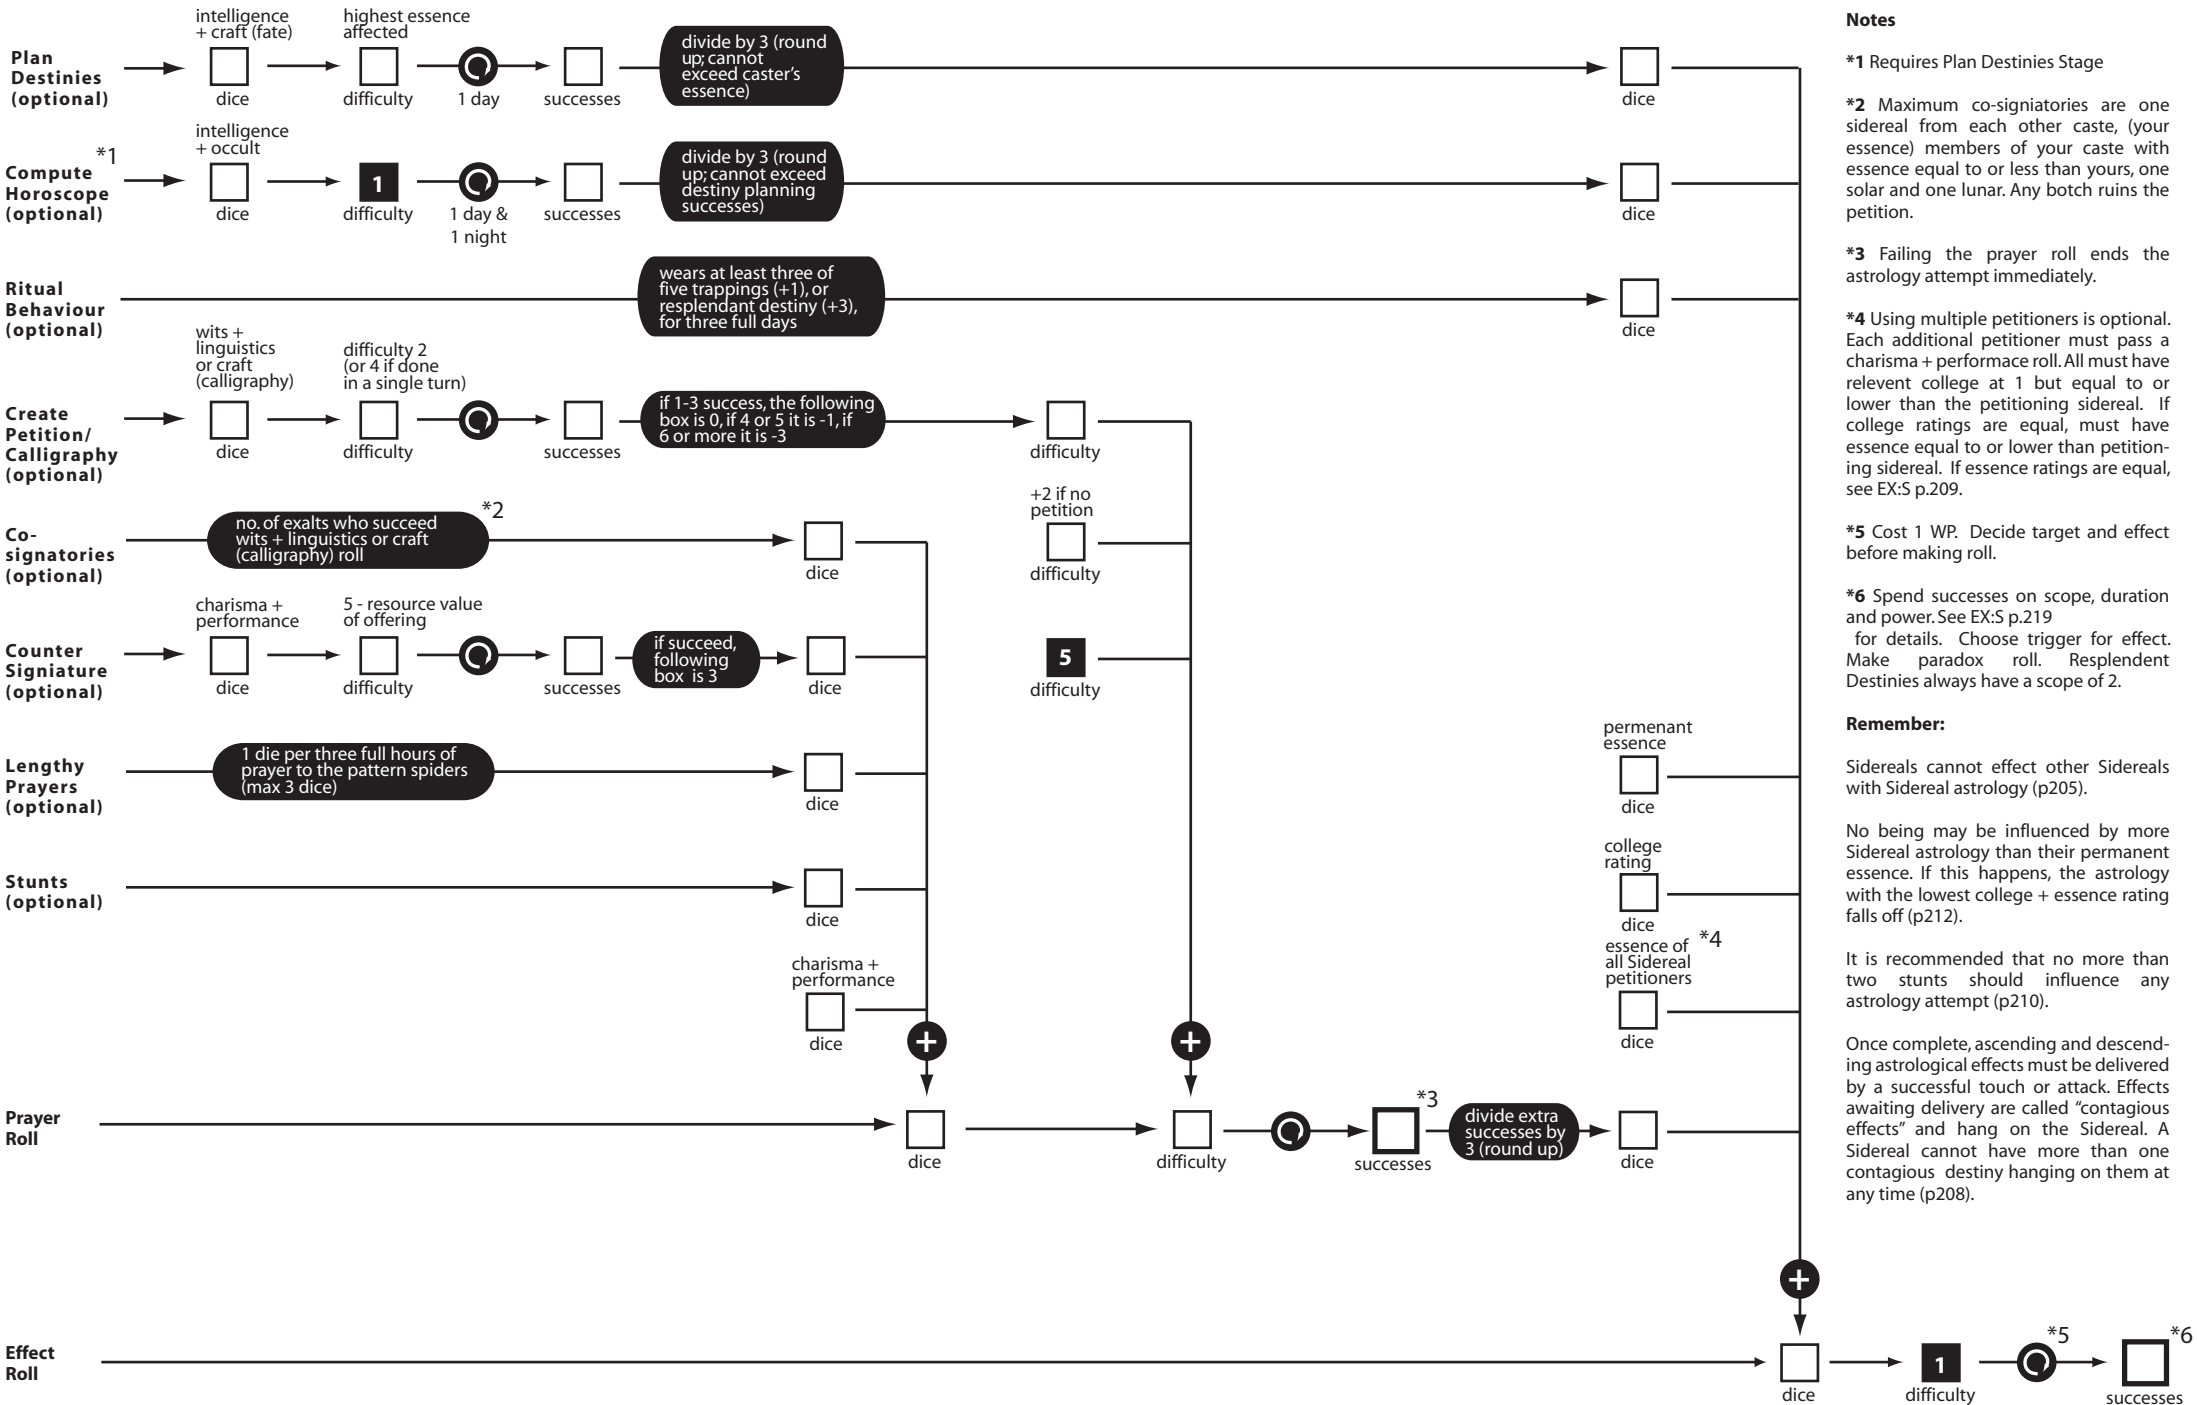 Plan
Destinies
(optional)
intelligence
+ craft (fate)
dice
highest essence
affected
difficulty
1 day
successes
divide by 3 (round
up; cannot
exceed caster's
essence)
dice
*1
Compute
Horoscope
(optional)
intelligence
+ occult
dice
1
difficulty
1 day &
1 night
successes
divide by 3 (round
up; cannot exceed
destiny planning
successes)
dice
Ritual
Behaviour
(optional)
wears at least three of
five trappings (+1), or
resplendant destiny (+3),
for three full days
dice
Create
Petition/
Calligraphy
(optional)
wits +
linguistics
or craft
(calligraphy)
dice
difficulty 2
(or 4 if done
in a single turn)
difficulty
successes
if 1-3 success, the following
box is 0, if 4 or 5 it is -1, if
6 or more it is -3
difficulty
Co-
signatories
(optional)
no. of exalts who succeed
wits + linguistics or craft
(calligraphy) roll
*2
dice
+2 if no
petition
difficulty
Counter
Signiature
(optional)
charisma +
performance
dice
5 - resource value
of offering
difficulty
successes
if succeed,
following
box is 3
dice
5
difficulty
Lengthy
Prayers
(optional)
1 die per three full hours of
prayer to the pattern spiders
(max 3 dice)
dice
permenant
essence
dice
Stunts
(optional)
dice
college
rating
dice
charisma +
performance
dice
essence of
all Sidereal
petitioners
*4
dice
+
+
Prayer
Roll
dice
difficulty
*3
successes
divide extra
successes by
3 (round up)
dice
+
Effect
Roll
dice
1
difficulty
*5
*6
successes
Notes
*1 Requires Plan Destinies Stage
*2 Maximum co-signiatories are one
sidereal from each other caste, (your
essence) members of your caste with
essence equal to or less than yours, one
solar and one lunar. Any botch ruins the
petition.
*3 Failing the prayer roll ends the
astrology attempt immediately.
*4 Using multiple petitioners is optional.
Each additional petitioner must pass a
charisma + performace roll. All must have
relevent college at 1 but equal to or
lower than the petitioning sidereal. If
college ratings are equal, must have
essence equal to or lower than petition-
ing sidereal. If essence ratings are equal,
see EX:S p.209.
*5 Cost 1 WP. Decide target and effect
before making roll.
*6 Spend successes on scope, duration
and power. See EX:S p.219
for details. Choose trigger for effect.
Make paradox roll. Resplendent
Destinies always have a scope of 2.
Remember:
Sidereals cannot effect other Sidereals
with Sidereal astrology (p205).
No being may be influenced by more
Sidereal astrology than their permanent
essence. If this happens, the astrology
with the lowest college + essence rating
falls off (p212).
It is recommended that no more than
two stunts should influence any
astrology attempt (p210).
Once complete, ascending and descend-
ing astrological effects must be delivered
by a successful touch or attack. Effects
awaiting delivery are called “contagious
effects” and hang on the Sidereal. A
Sidereal cannot have more than one
contagious destiny hanging on them at
any time (p208).